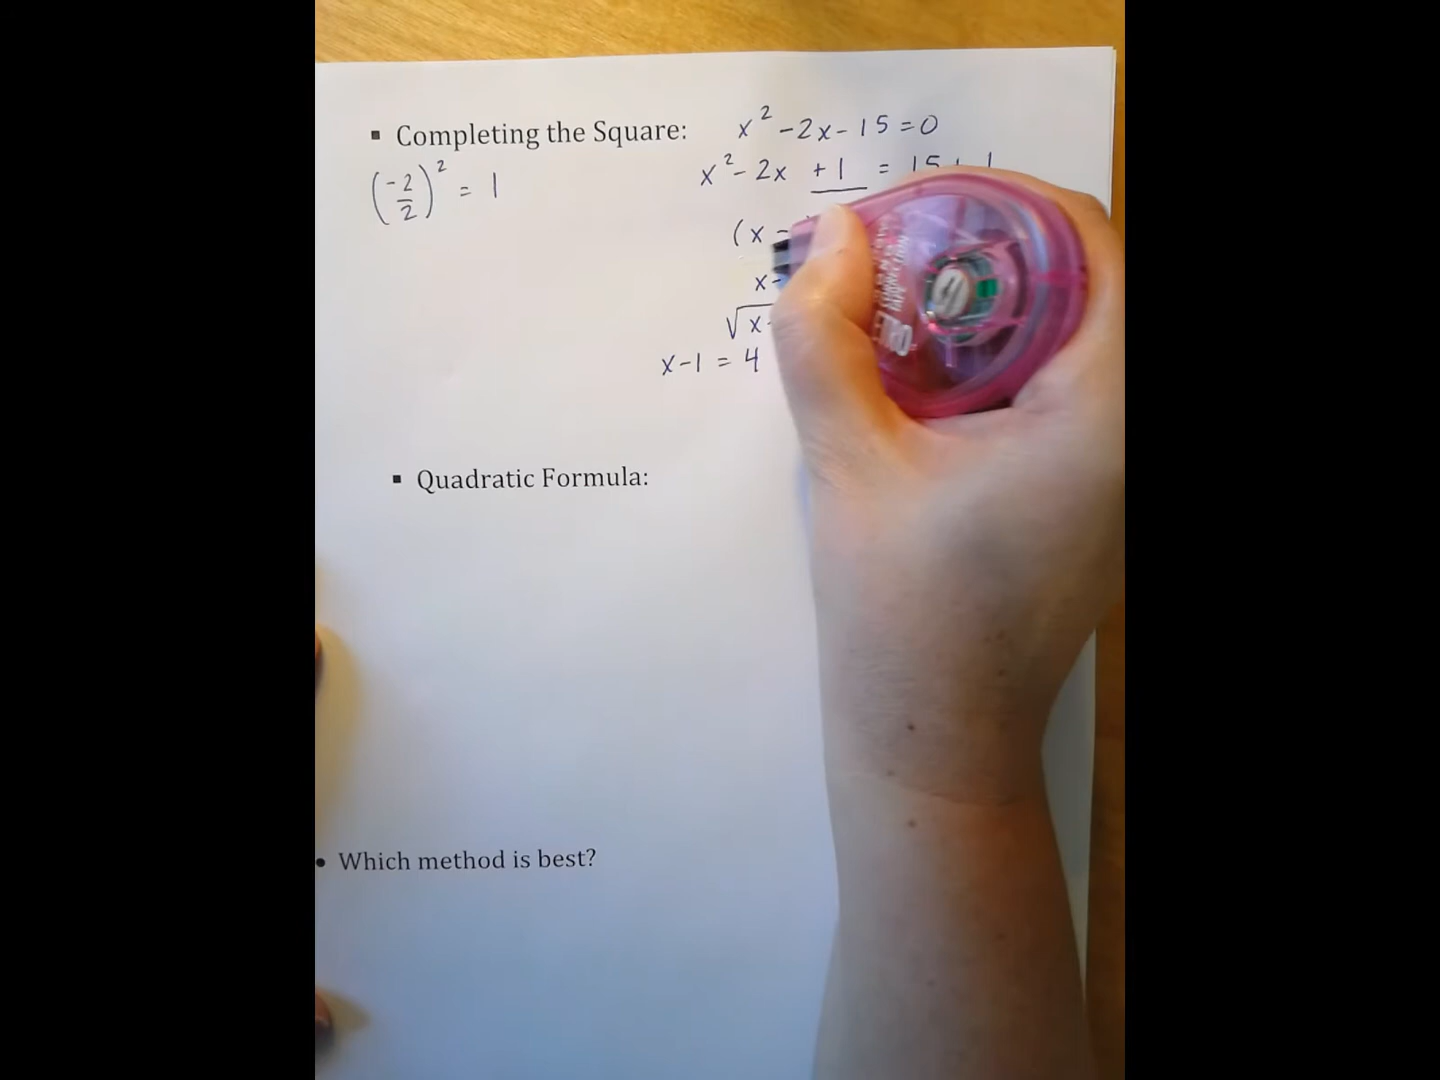 ▪ Completing the Square: x² - 2x - 15 = 0
(-2/2)² = 1
x² - 2x + 1 = 15 + 1
(x -
x -
√x -
x - 1 = 4
▪ Quadratic Formula:
• Which method is best?